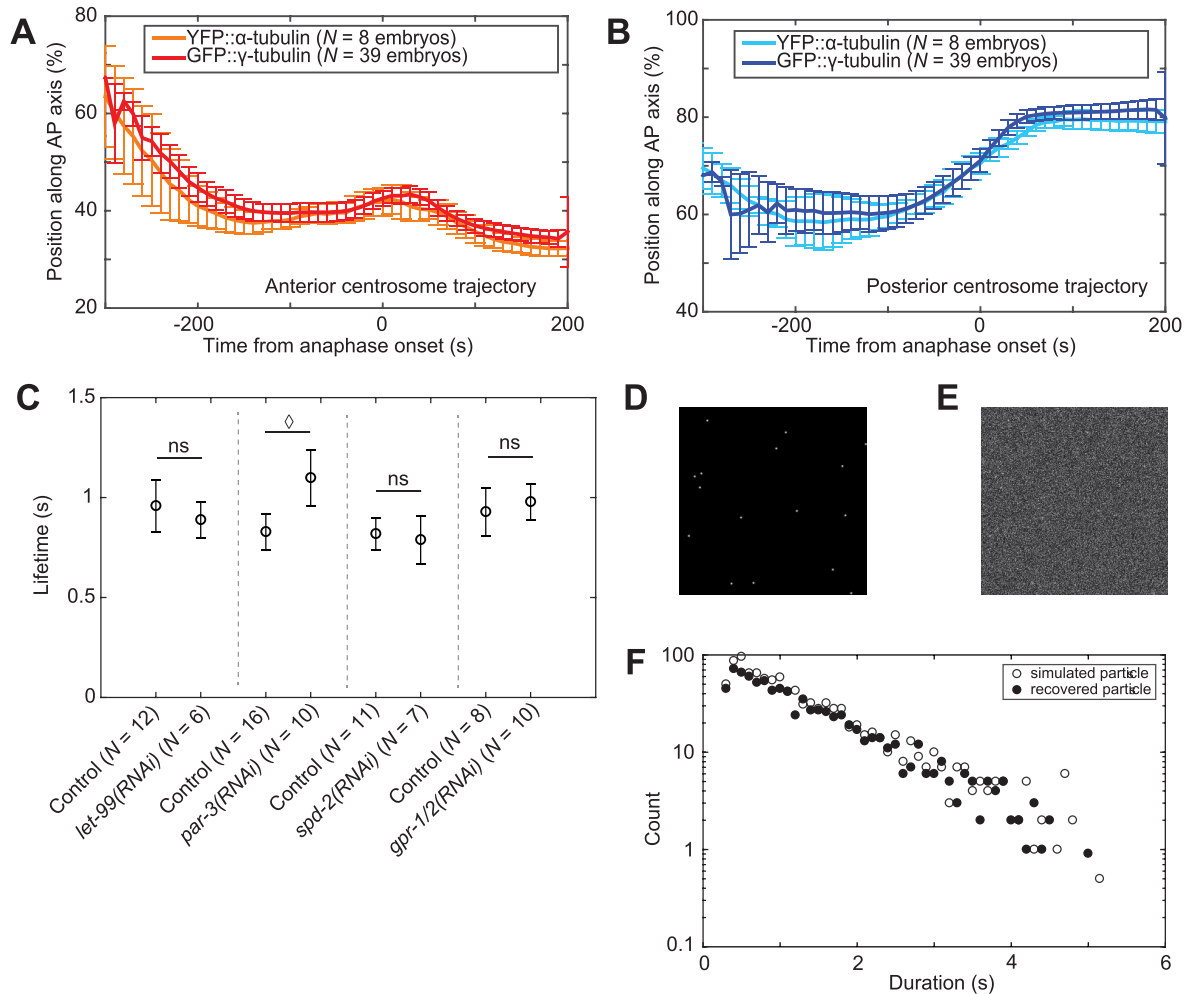 A
80
60
40
20
Position along AP axis (%)
YFP::α-tubulin (N = 8 embryos)
GFP::γ-tubulin (N = 39 embryos)
Anterior centrosome trajectory
-200
0
200
Time from anaphase onset (s)
B
100
80
60
40
Position along AP axis (%)
YFP::α-tubulin (N = 8 embryos)
GFP::γ-tubulin (N = 39 embryos)
Posterior centrosome trajectory
-200
0
200
Time from anaphase onset (s)
C
1.5
1
0.5
0
Lifetime (s)
ns
◊
ns
ns
Control (N = 12)
let-99(RNAi) (N = 6)
Control (N = 16)
par-3(RNAi) (N = 10)
Control (N = 11)
spd-2(RNAi) (N = 7)
Control (N = 8)
gpr-1/2(RNAi) (N = 10)
D
E
F
100
10
1
0.1
Count
simulated particle
recovered particle
0
2
4
6
Duration (s)